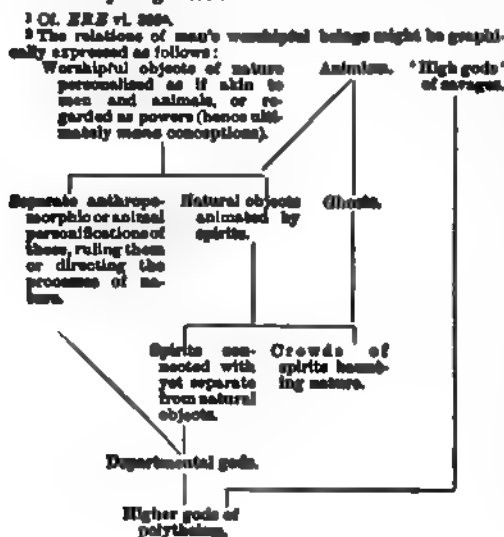 1 Cf. ERE vi.
2 The relations of man's worshipful beings might be graphi-
cally expressed as follows:
Worshipful objects of nature personalised as if akin to men and animals, or re-
garded as powers (hence ulti-
mately mana conceptions).
Animism.
'High gods'
of savages.
Separate anthropo-
morphic or animal
personifications of
these, ruling them
or directing the
processes of na-
ture.
Natural objects
animated by
spirits.
Ghosts.
Spirits con-
nected with
yet separate
from natural
objects.
Crowds of
spirits haunt-
ing nature.
Departmental gods.
Higher gods of
polytheism.